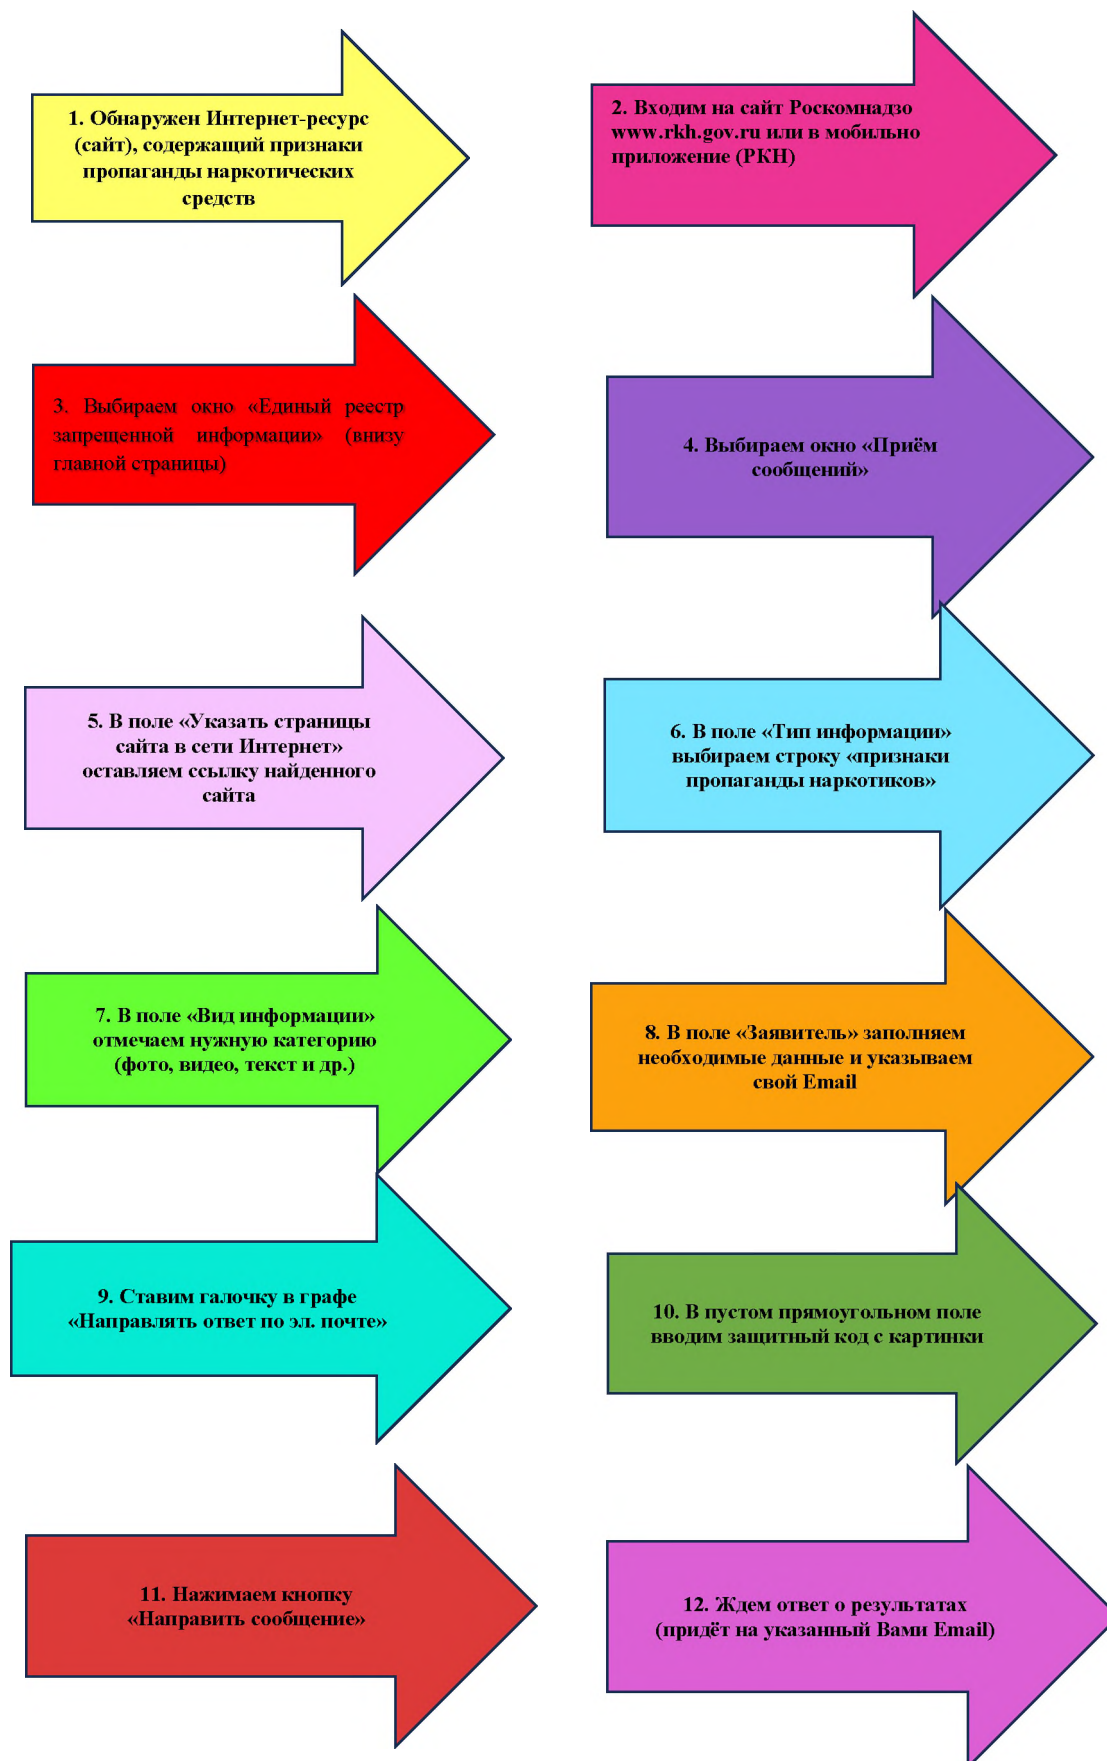 1. Обнаружен Интернет-ресурс
(сайт), содержащий признаки
пропаганды наркотических
средств
2. Входим на сайт Роскомнадзо
www.rkh.gov.ru или в мобильно
приложение (РКН)
3. Выбираем окно «Единый реестр
запрещенной информации» (внизу
главной страницы)
4. Выбираем окно «Приём
сообщений»
5. В поле «Указать страницы
сайта в сети Интернет»
оставляем ссылку найденного
сайта
6. В поле «Тип информации»
выбираем строку «признаки
пропаганды наркотиков»
7. В поле «Вид информации»
отмечаем нужную категорию
(фото, видео, текст и др.)
8. В поле «Заявитель» заполняем
необходимые данные и указываем
свой Email
9. Ставим галочку в графе
«Направлять ответ по эл. почте»
10. В пустом прямоугольном поле
вводим защитный код с картинки
11. Нажимаем кнопку
«Направить сообщение»
12. Ждем ответ о результатах
(придёт на указанный Вами Email)